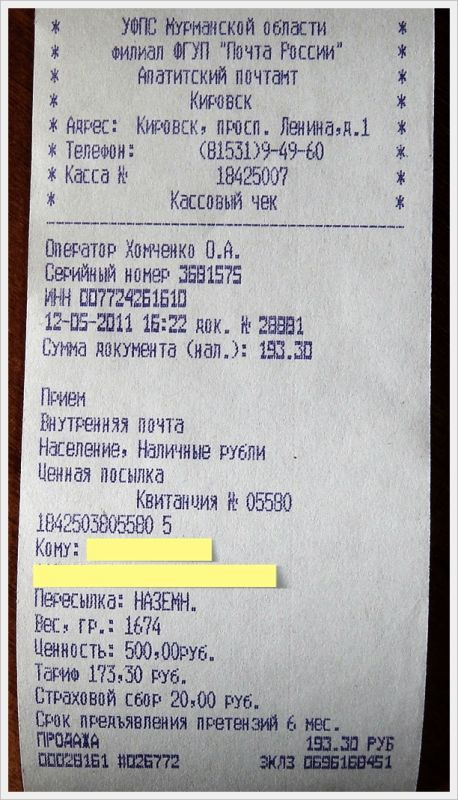 * УФПС Мурманской области *
* филиал ФГУП "Почта России" *
* Апатитский почтамт *
* Кировск *
* Адрес: Кировск, просп. Ленина,д.1 *
* Телефон: (81531)9-49-60 *
* Касса № 18425007 *
* Кассовый чек *
Оператор Хомченко О.А.
Серийный номер 3681575
ИНН 007724261610
12-05-2011 16:22 док. № 28881
Сумма документа (нал.): 193.30
Прием
Внутренняя почта
Население, Наличные рубли
Ценная посылка
Квитанция № 05580
1842503805580 5
Кому:
Пересылка: НАЗЕМН.
Вес, гр.: 1674
Ценность: 500,00руб.
Тариф 173,30 руб.
Страховой сбор 20,00 руб.
Срок предъявления претензий 6 мес.
ПРОДАЖА 193.30 РУБ
00028161 #026772 ЭКЛЗ 0696168451